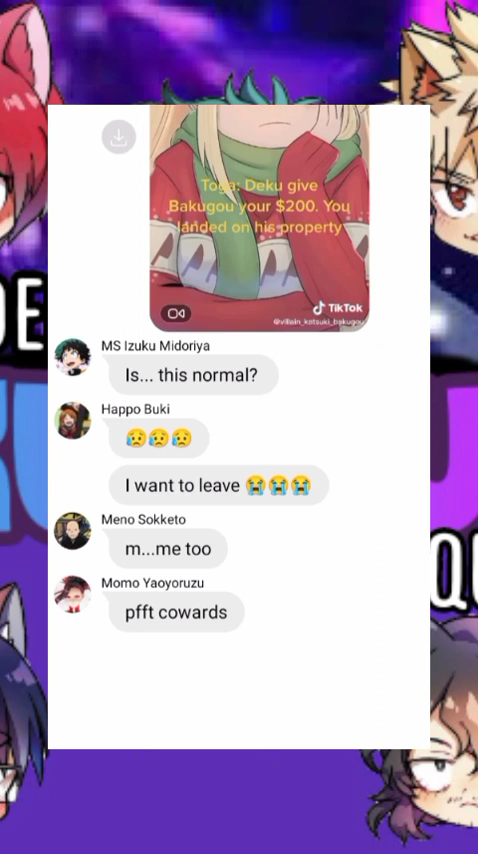 Toga: Deku give
Bakugou your $200. You
landed on his property
TikTok
@villain_katsuki_bakugou
MS Izuku Midoriya
Is... this normal?
Happo Buki
😥😥😥
I want to leave 😭😭😭
Meno Sokketo
m...me too
Momo Yaoyoruzu
pfft cowards